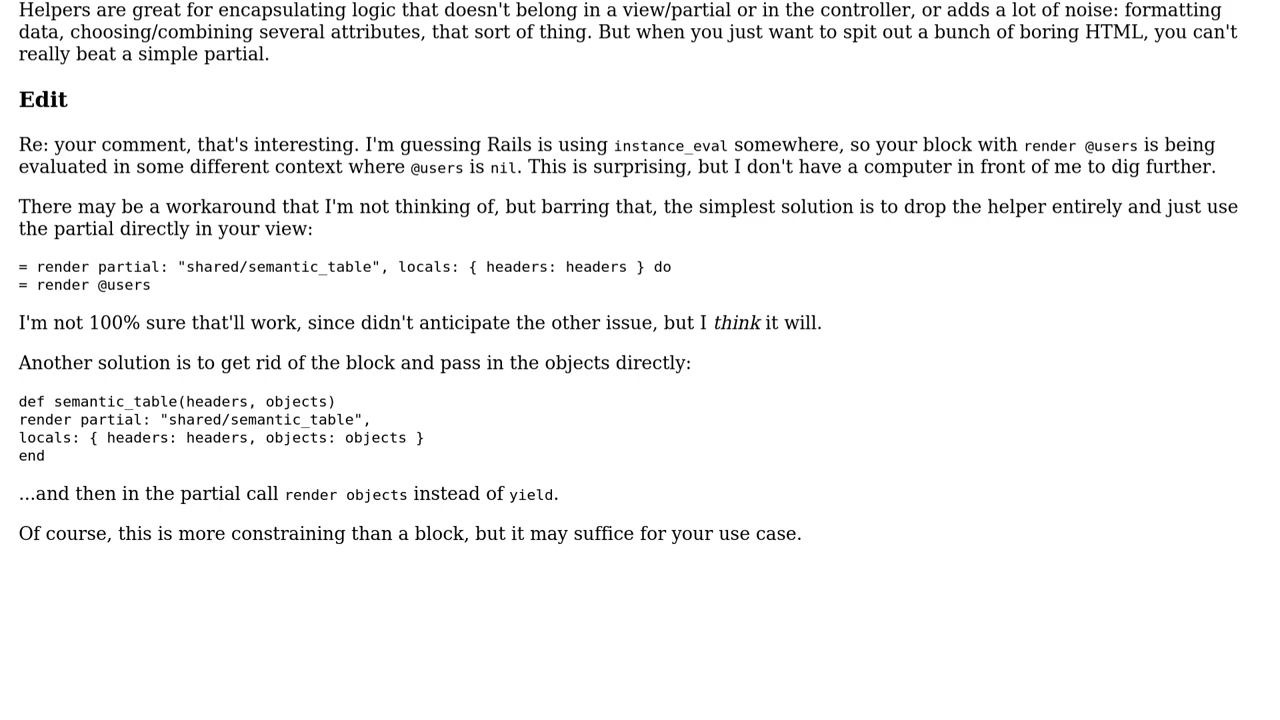 Helpers are great for encapsulating logic that doesn't belong in a view/partial or in the controller, or adds a lot of noise: formatting
data, choosing/combining several attributes, that sort of thing. But when you just want to spit out a bunch of boring HTML, you can't
really beat a simple partial.
Edit
Re: your comment, that's interesting. I'm guessing Rails is using instance_eval somewhere, so your block with render @users is being
evaluated in some different context where @users is nil. This is surprising, but I don't have a computer in front of me to dig further.
There may be a workaround that I'm not thinking of, but barring that, the simplest solution is to drop the helper entirely and just use
the partial directly in your view:
= render partial: "shared/semantic_table", locals: { headers: headers } do
= render @users
I'm not 100% sure that'll work, since didn't anticipate the other issue, but I think it will.
Another solution is to get rid of the block and pass in the objects directly:
def semantic_table(headers, objects)
render partial: "shared/semantic_table",
locals: { headers: headers, objects: objects }
end
...and then in the partial call render objects instead of yield.
Of course, this is more constraining than a block, but it may suffice for your use case.